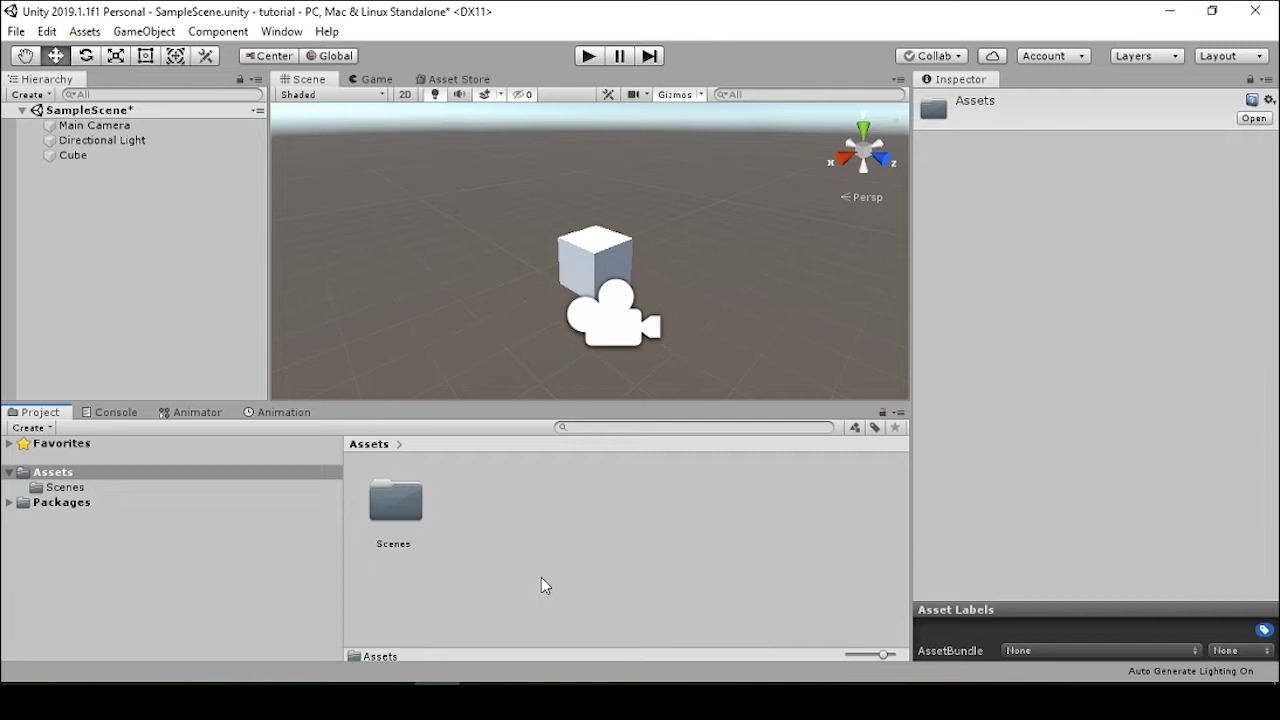 Unity 2019.1.1f1 Personal - SampleScene.unity - tutorial - PC, Mac & Linux Standalone* <DX11>
File Edit Assets GameObject Component Window Help
Center Global Collab Account Layers Layout
Hierarchy Scene Game Asset Store Inspector
Create All Shaded 2D 0 Gizmos All
SampleScene*
Main Camera
Directional Light
Cube
Assets
Open
y
x z
Persp
Project Console Animator Animation
Create
Favorites
Assets
Scenes
Packages
Assets
Scenes
Assets
Asset Labels
AssetBundle None None
Auto Generate Lighting On